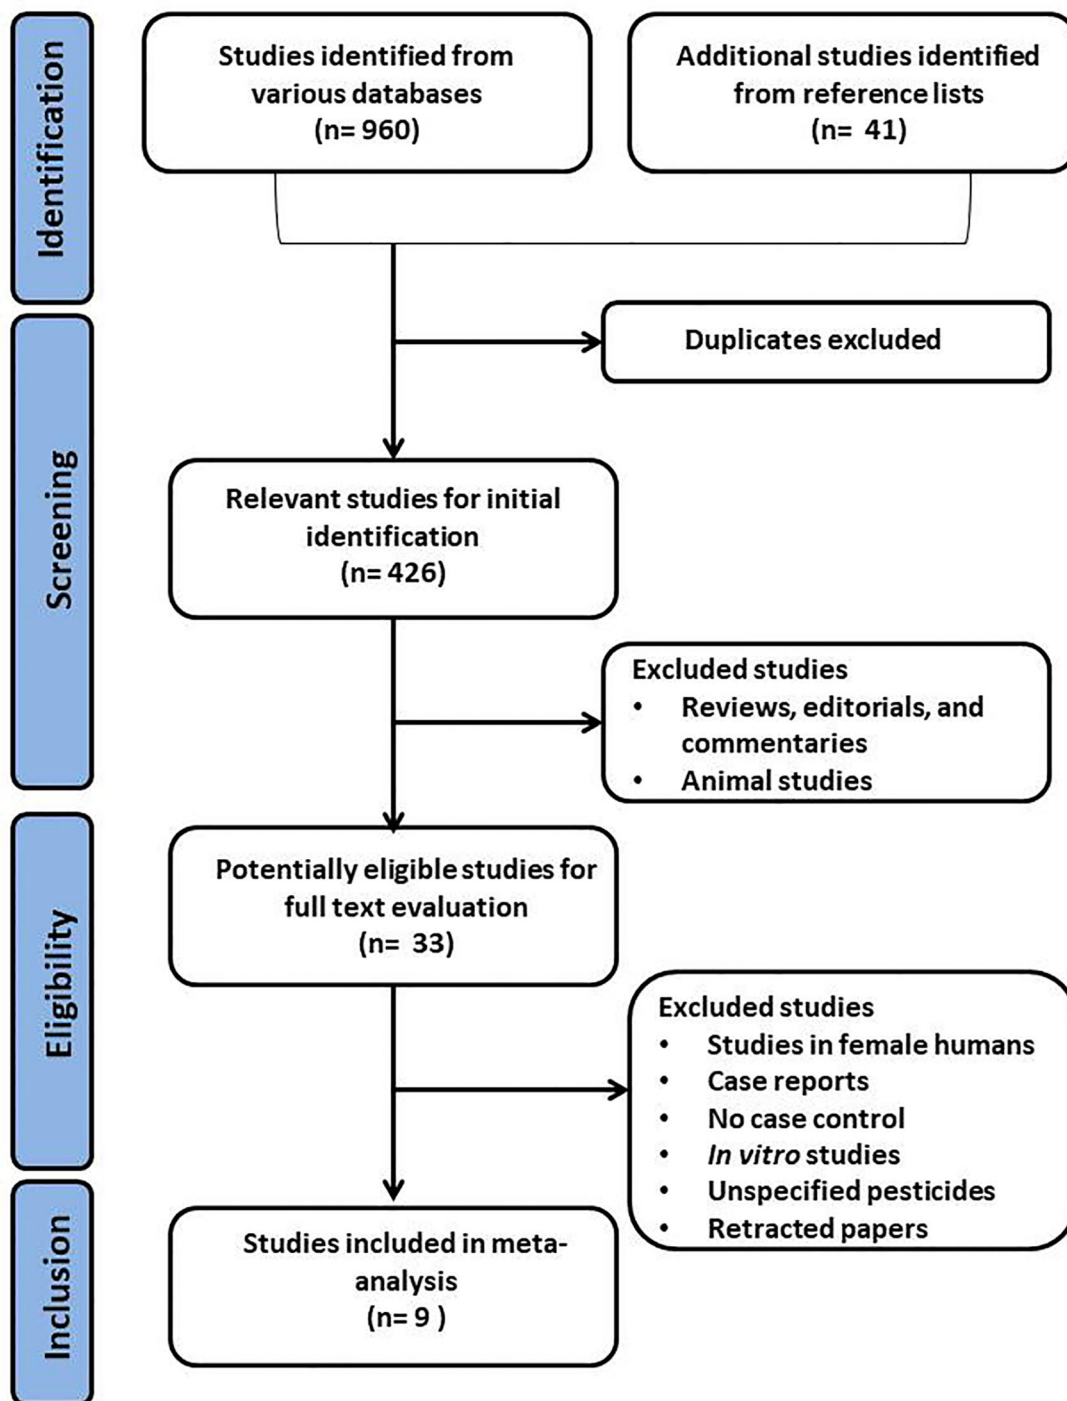 Identification
Studies identified from
various databases
(n= 960)
Additional studies identified
from reference lists
(n=  41)
Screening
Duplicates excluded
Relevant studies for initial
identification
(n= 426)
Excluded studies
• Reviews, editorials, and
commentaries
• Animal studies
Eligibility
Potentially eligible studies for
full text evaluation
(n=  33)
Excluded studies
• Studies in female humans
• Case reports
• No case control
• In vitro studies
• Unspecified pesticides
• Retracted papers
Inclusion
Studies included in meta-
analysis
(n= 9 )